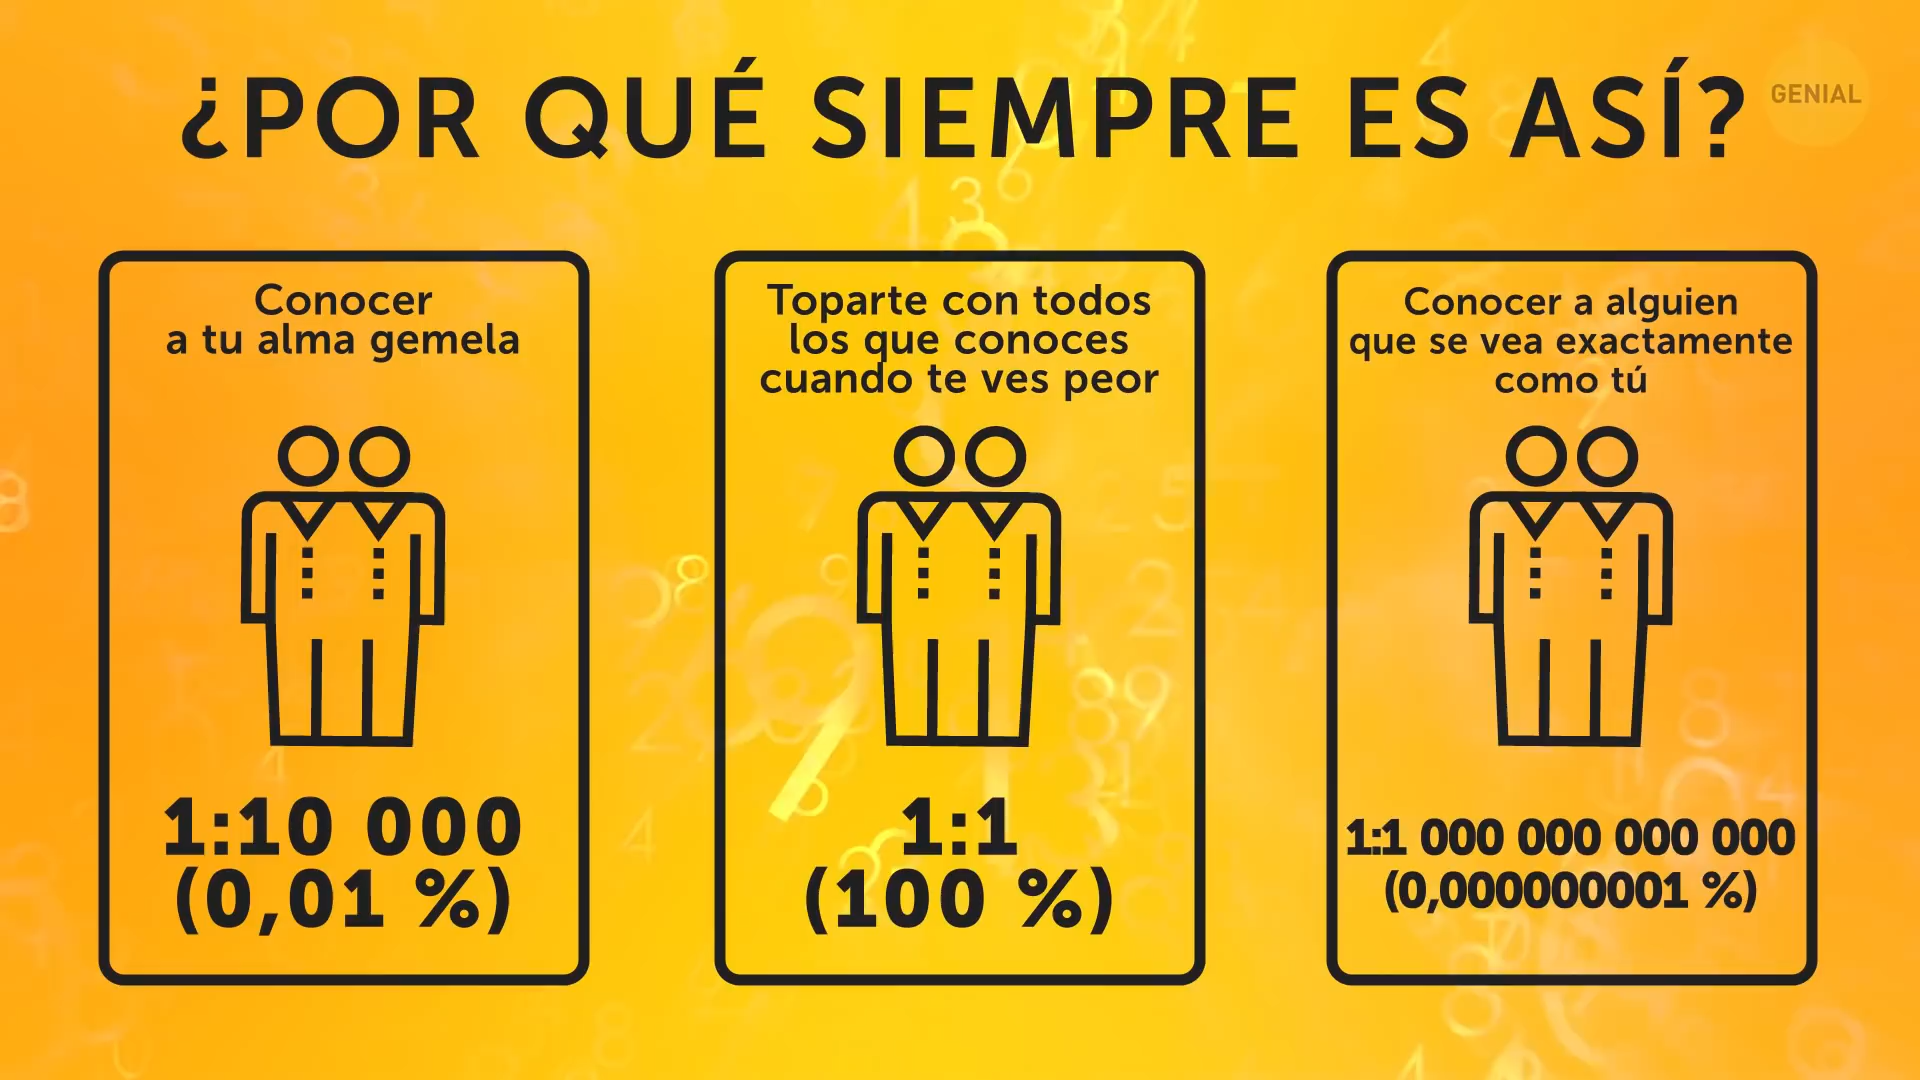 ¿POR QUÉ SIEMPRE ES ASÍ?
GENIAL
Conocer
a tu alma gemela
1:10 000
(0,01 %)
Toparte con todos
los que conoces
cuando te ves peor
1:1
(100 %)
Conocer a alguien
que se vea exactamente
como tú
1:1 000 000 000 000
(0,000000001 %)